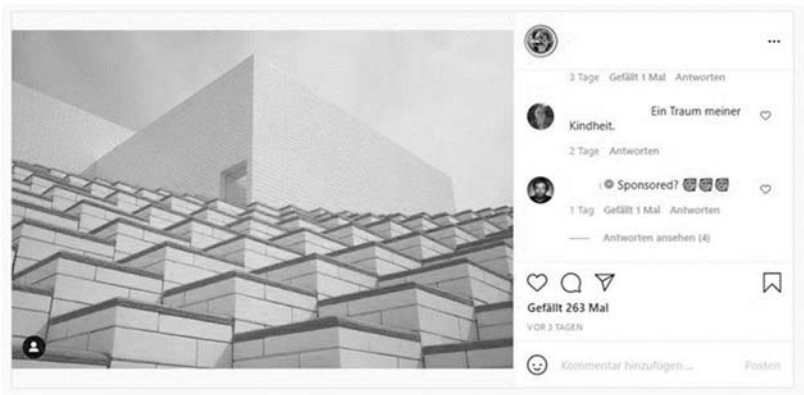 ...
3 Tage Gefällt 1 Mal Antworten
Ein Traum meiner
Kindheit.
2 Tage Antworten
Sponsored?
1 Tag Gefällt 1 Mal Antworten
Antworten ansehen (4)
Gefällt 263 Mal
VOR 3 TAGEN
Kommentar hinzufügen ...
Posten